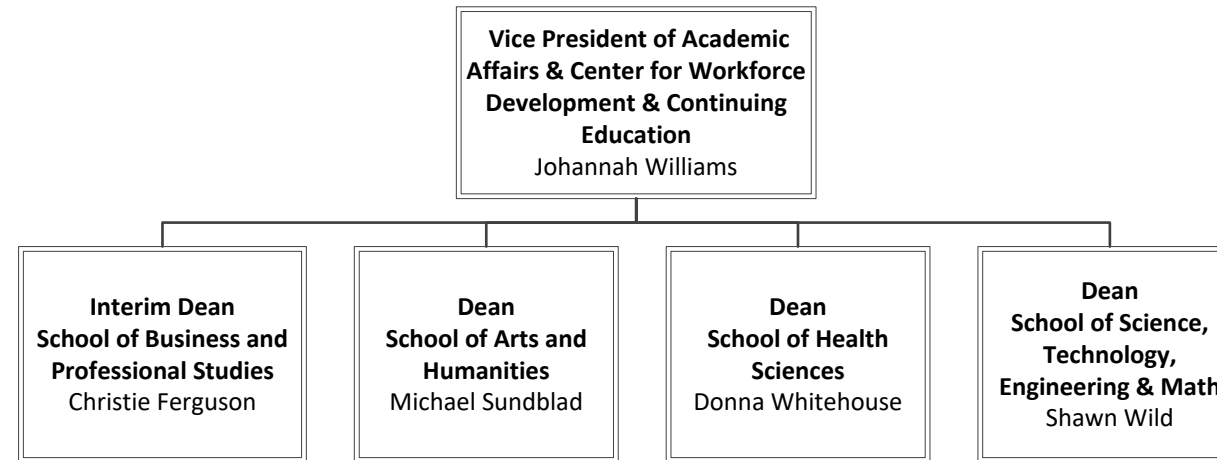 Vice President of Academic
Affairs & Center for Workforce
Development & Continuing
Education
Johannah Williams
Interim Dean
School of Business and
Professional Studies
Christie Ferguson
Dean
School of Arts and
Humanities
Michael Sundblad
Dean
School of Health
Sciences
Donna Whitehouse
Dean
School of Science,
Technology,
Engineering & Math
Shawn Wild